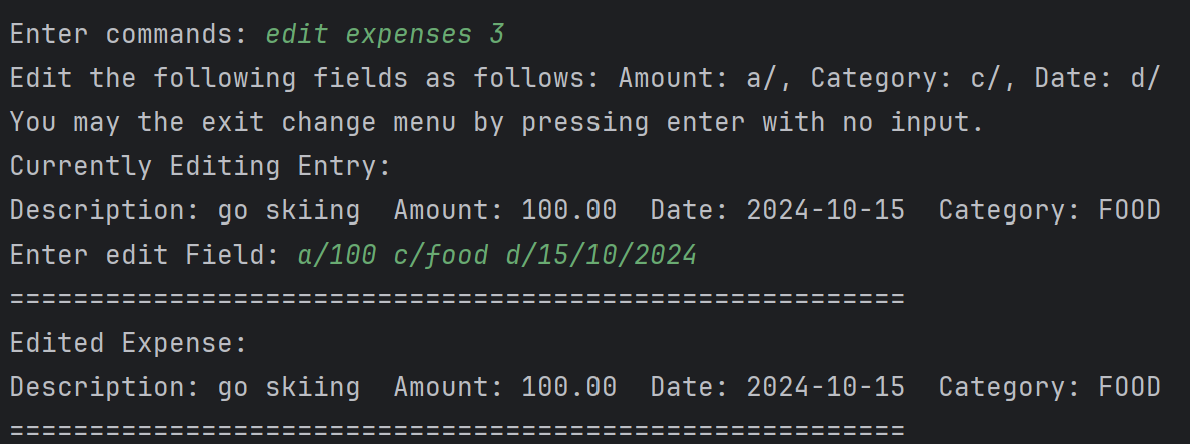 Enter commands: edit expenses 3
Edit the following fields as follows: Amount: a/, Category: c/, Date: d/
You may the exit change menu by pressing enter with no input.
Currently Editing Entry:
Description: go skiing  Amount: 100.00  Date: 2024-10-15  Category: FOOD
Enter edit Field: a/100 c/food d/15/10/2024
========================================================
Edited Expense:
Description: go skiing  Amount: 100.00  Date: 2024-10-15  Category: FOOD
========================================================